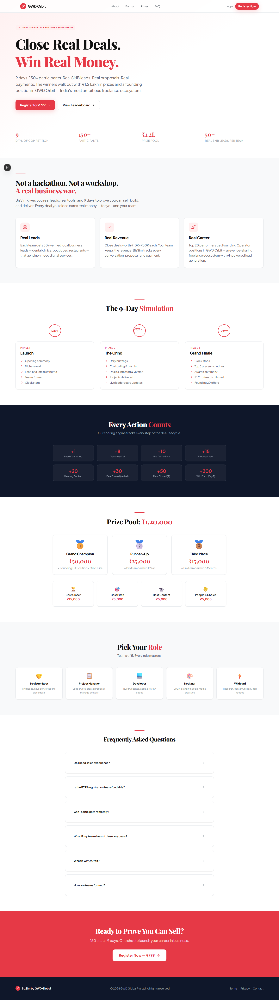 GWD Orbit
About Format Prizes FAQ
Login Register Now
INDIA'S FIRST LIVE BUSINESS SIMULATION
Close Real Deals.
Win Real Money.
9 days. 150+ participants. Real SMB leads. Real proposals. Real
payments. The winners walk out with ₹1.2 Lakh in prizes and a founding
position in GWD Orbit — India's most ambitious freelance ecosystem.
Register for ₹799
View Leaderboard
9
DAYS OF COMPETITION
150+
PARTICIPANTS
₹1.2L
PRIZE POOL
50+
REAL SMB LEADS PER TEAM
N
Not a hackathon. Not a workshop.
A real business war.
BizSim gives you real leads, real tools, and 9 days to prove you can sell, build,
and deliver. Every deal you close earns real money — for you and your team.
Real Leads
Each team gets 50+ verified local business
leads — dental clinics, boutiques, restaurants —
that genuinely need digital services.
Real Revenue
Close deals worth ₹10K–₹50K each. Your team
keeps the revenue. BizSim tracks every
conversation, proposal, and payment.
Real Career
Top 20 performers get Founding Operator
positions in GWD Orbit — a revenue-sharing
freelance ecosystem with AI-powered lead
generation.
The 9-Day Simulation
Day 1
Days 2–
8
Day 9
PHASE 1
Launch
Opening ceremony
Niche reveal
Lead packets distributed
Teams formed
Clock starts
PHASE 2
The Grind
Daily briefings
Cold calling & pitching
Deals submitted & verified
Projects delivered
Live leaderboard updates
PHASE 3
Grand Finale
Clock stops
Top 3 present to judges
Awards ceremony
₹1.2L prizes distributed
Founding 20 offers
Every Action Counts
Our scoring engine tracks every step of the deal lifecycle.
+1
Lead Contacted
+8
Discovery Call
+10
Live Demo Sent
+15
Proposal Sent
+20
Meeting Booked
+30
Deal Closed (verbal)
+50
Deal Closed (₹)
+200
Wild Card (Day 7)
Prize Pool: ₹1,20,000
1
Grand Champion
₹50,000
+ Founding DA Position + Orbit Elite
2
Runner-Up
₹25,000
+ Pro Membership 1 Year
3
Third Place
₹15,000
+ Pro Membership 6 Months
Best Closer
₹15,000
Best Pitch
₹5,000
Best Content
₹5,000
People's Choice
₹5,000
Pick Your Role
Teams of 5. Every role matters.
Deal Architect
Find leads, have conversations,
close deals
Project Manager
Scope work, create proposals,
manage delivery
Developer
Build websites, apps, preview
pages
Designer
UI/UX, branding, social media
creatives
Wildcard
Research, content, fills any gap
needed
Frequently Asked Questions
Do I need sales experience?
Is the ₹799 registration fee refundable?
Can I participate remotely?
What if my team doesn't close any deals?
What is GWD Orbit?
How are teams formed?
Ready to Prove You Can Sell?
150 seats. 9 days. One shot to launch your career in business.
Register Now — ₹799
BizSim by GWD Global
© 2026 GWD Global Pvt Ltd. All rights reserved.
Terms Privacy Contact